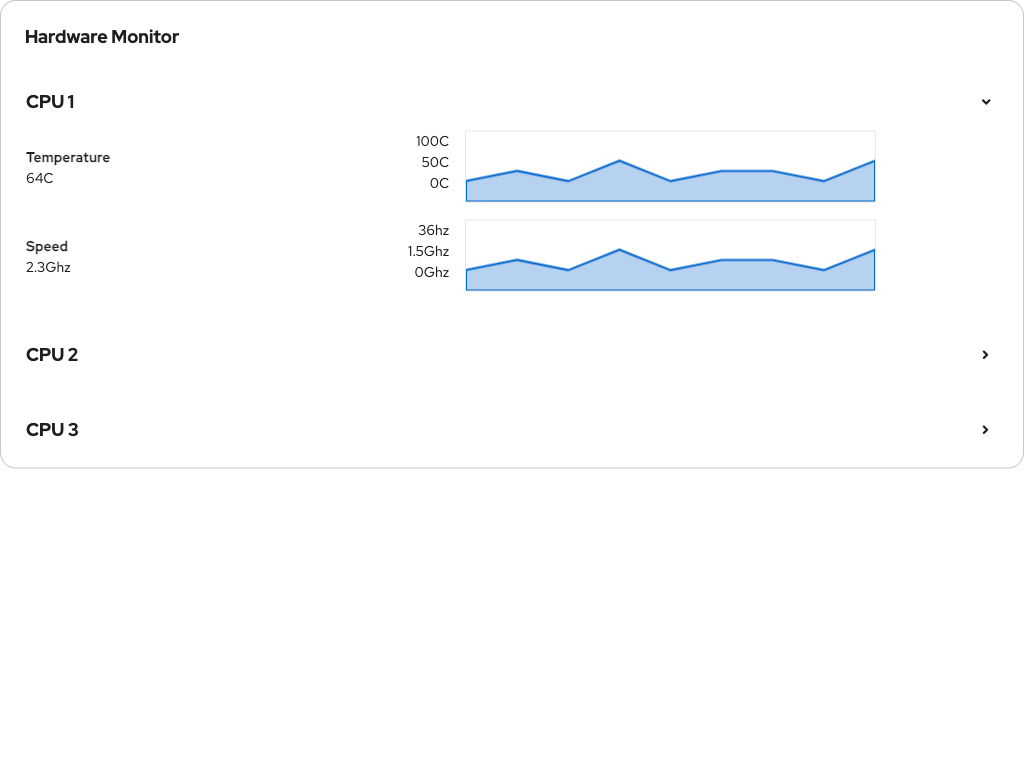 Hardware Monitor
CPU 1
Temperature
64C
100C
50C
0C
Speed
2.3Ghz
36hz
1.5Ghz
0Ghz
CPU 2
CPU 3